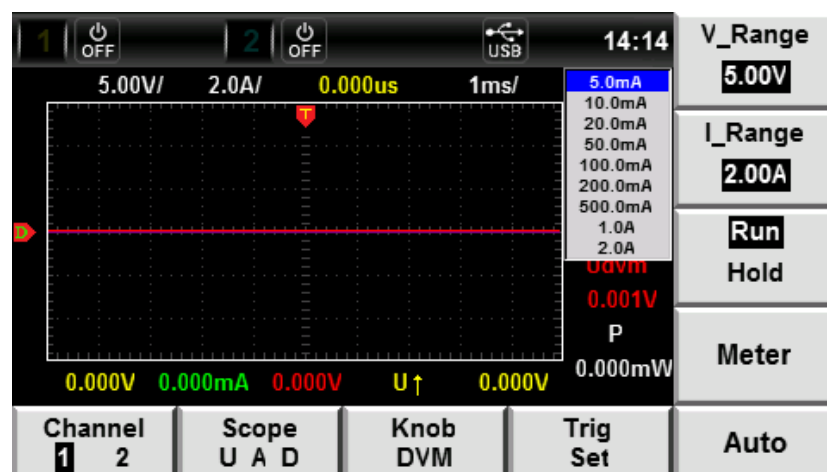 1 OFF 2 OFF USB 14:14
V_Range
5.00V
5.00V/ 2.0A/ 0.000us 1ms/
5.0mA
10.0mA
20.0mA
50.0mA
100.0mA
200.0mA
500.0mA
1.0A
2.0A
I_Range
2.00A
T
D
Run
Hold
Udvm
0.001V
P
0.000mW
Meter
0.000V 0.000mA 0.000V U↑ 0.000V
Channel
1 2
Scope
U A D
Knob
DVM
Trig
Set
Auto